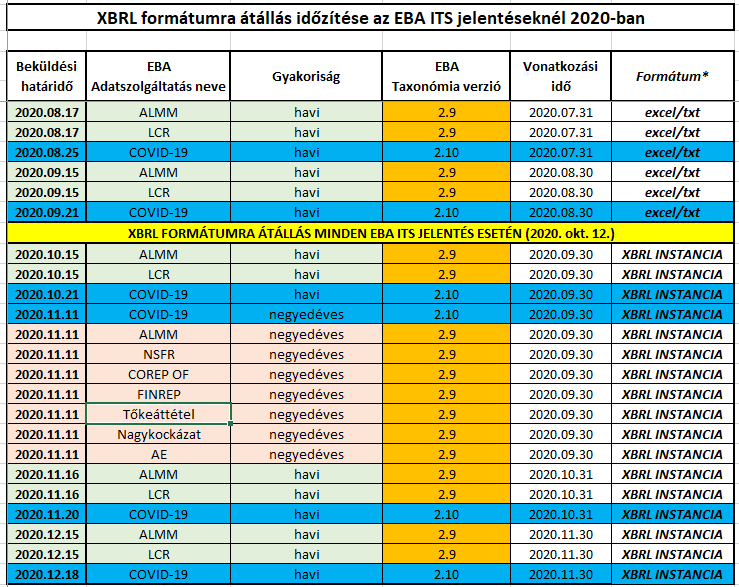 XBRL formátumra átállás időzítése az EBA ITS jelentéseknél 2020-ban
Beküldési határidő EBA Adatszolgáltatás neve Gyakoriság EBA Taxonómia verzió Vonatkozási idő Formátum*
2020.08.17 ALMM havi 2.9 2020.07.31 excel/txt
2020.08.17 LCR havi 2.9 2020.07.31 excel/txt
2020.08.25 COVID-19 havi 2.10 2020.07.31 excel/txt
2020.09.15 ALMM havi 2.9 2020.08.30 excel/txt
2020.09.15 LCR havi 2.9 2020.08.30 excel/txt
2020.09.21 COVID-19 havi 2.10 2020.08.30 excel/txt
XBRL FORMÁTUMRA ÁTÁLLÁS MINDEN EBA ITS JELENTÉS ESETÉN (2020. okt. 12.)
2020.10.15 ALMM havi 2.9 2020.09.30 XBRL INSTANCIA
2020.10.15 LCR havi 2.9 2020.09.30 XBRL INSTANCIA
2020.10.21 COVID-19 havi 2.10 2020.09.30 XBRL INSTANCIA
2020.11.11 COVID-19 negyedéves 2.10 2020.09.30 XBRL INSTANCIA
2020.11.11 ALMM negyedéves 2.9 2020.09.30 XBRL INSTANCIA
2020.11.11 NSFR negyedéves 2.9 2020.09.30 XBRL INSTANCIA
2020.11.11 COREP OF negyedéves 2.9 2020.09.30 XBRL INSTANCIA
2020.11.11 FINREP negyedéves 2.9 2020.09.30 XBRL INSTANCIA
2020.11.11 Tőkeáttétel negyedéves 2.9 2020.09.30 XBRL INSTANCIA
2020.11.11 Nagykockázat negyedéves 2.9 2020.09.30 XBRL INSTANCIA
2020.11.11 AE negyedéves 2.9 2020.09.30 XBRL INSTANCIA
2020.11.16 ALMM havi 2.9 2020.10.31 XBRL INSTANCIA
2020.11.16 LCR havi 2.9 2020.10.31 XBRL INSTANCIA
2020.11.20 COVID-19 havi 2.10 2020.10.31 XBRL INSTANCIA
2020.12.15 ALMM havi 2.9 2020.11.30 XBRL INSTANCIA
2020.12.15 LCR havi 2.9 2020.11.30 XBRL INSTANCIA
2020.12.18 COVID-19 havi 2.10 2020.11.30 XBRL INSTANCIA